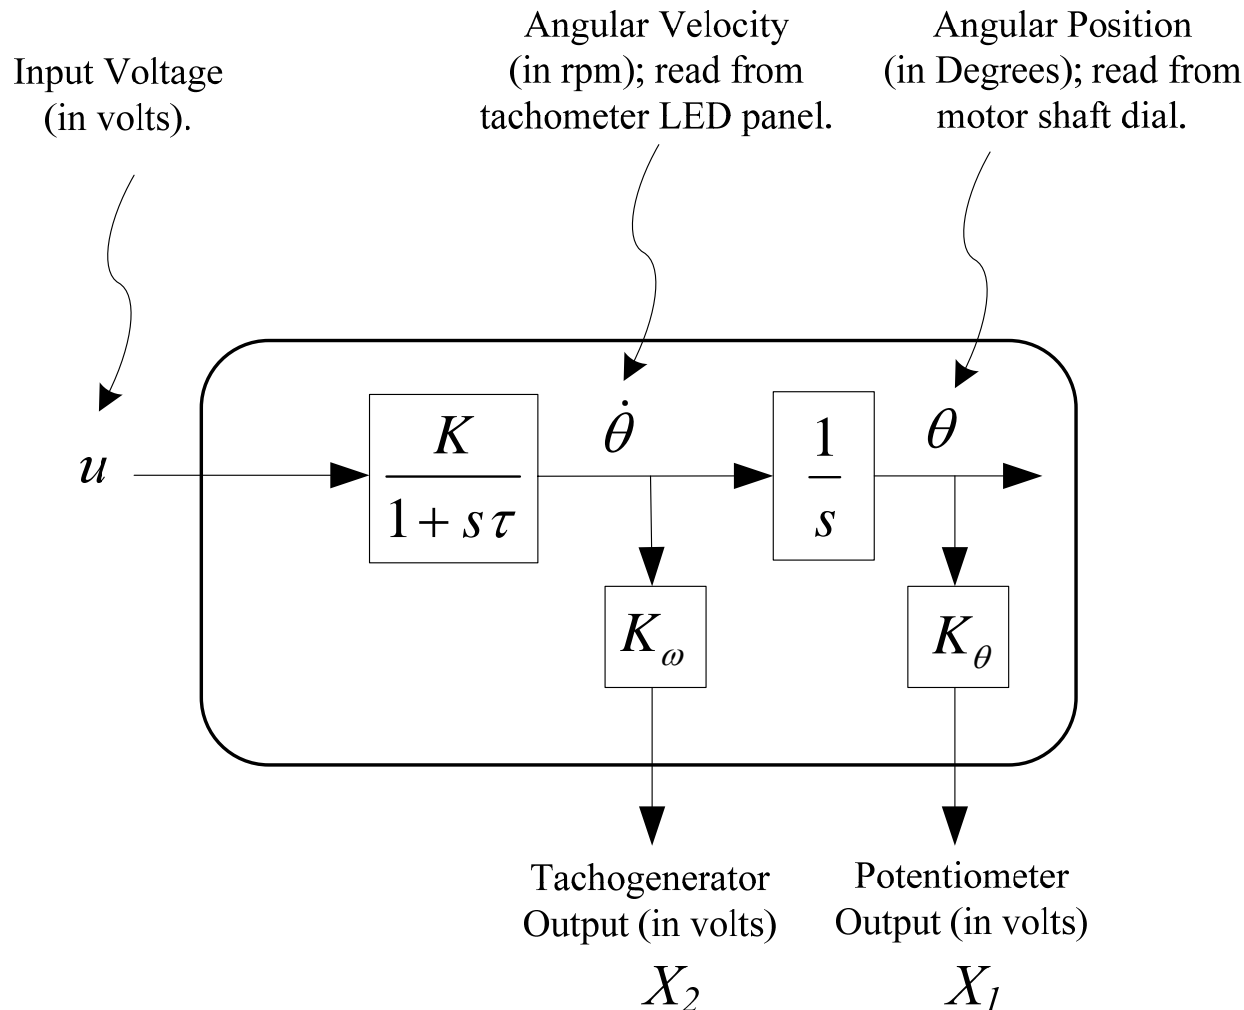 Input Voltage
(in volts).
Angular Velocity
(in rpm); read from
tachometer LED panel.
Angular Position
(in Degrees); read from
motor shaft dial.
u
K
1 + sτ
θ̇
1
s
θ
K_ω
K_θ
Tachogenerator
Output (in volts)
X_2
Potentiometer
Output (in volts)
X_1